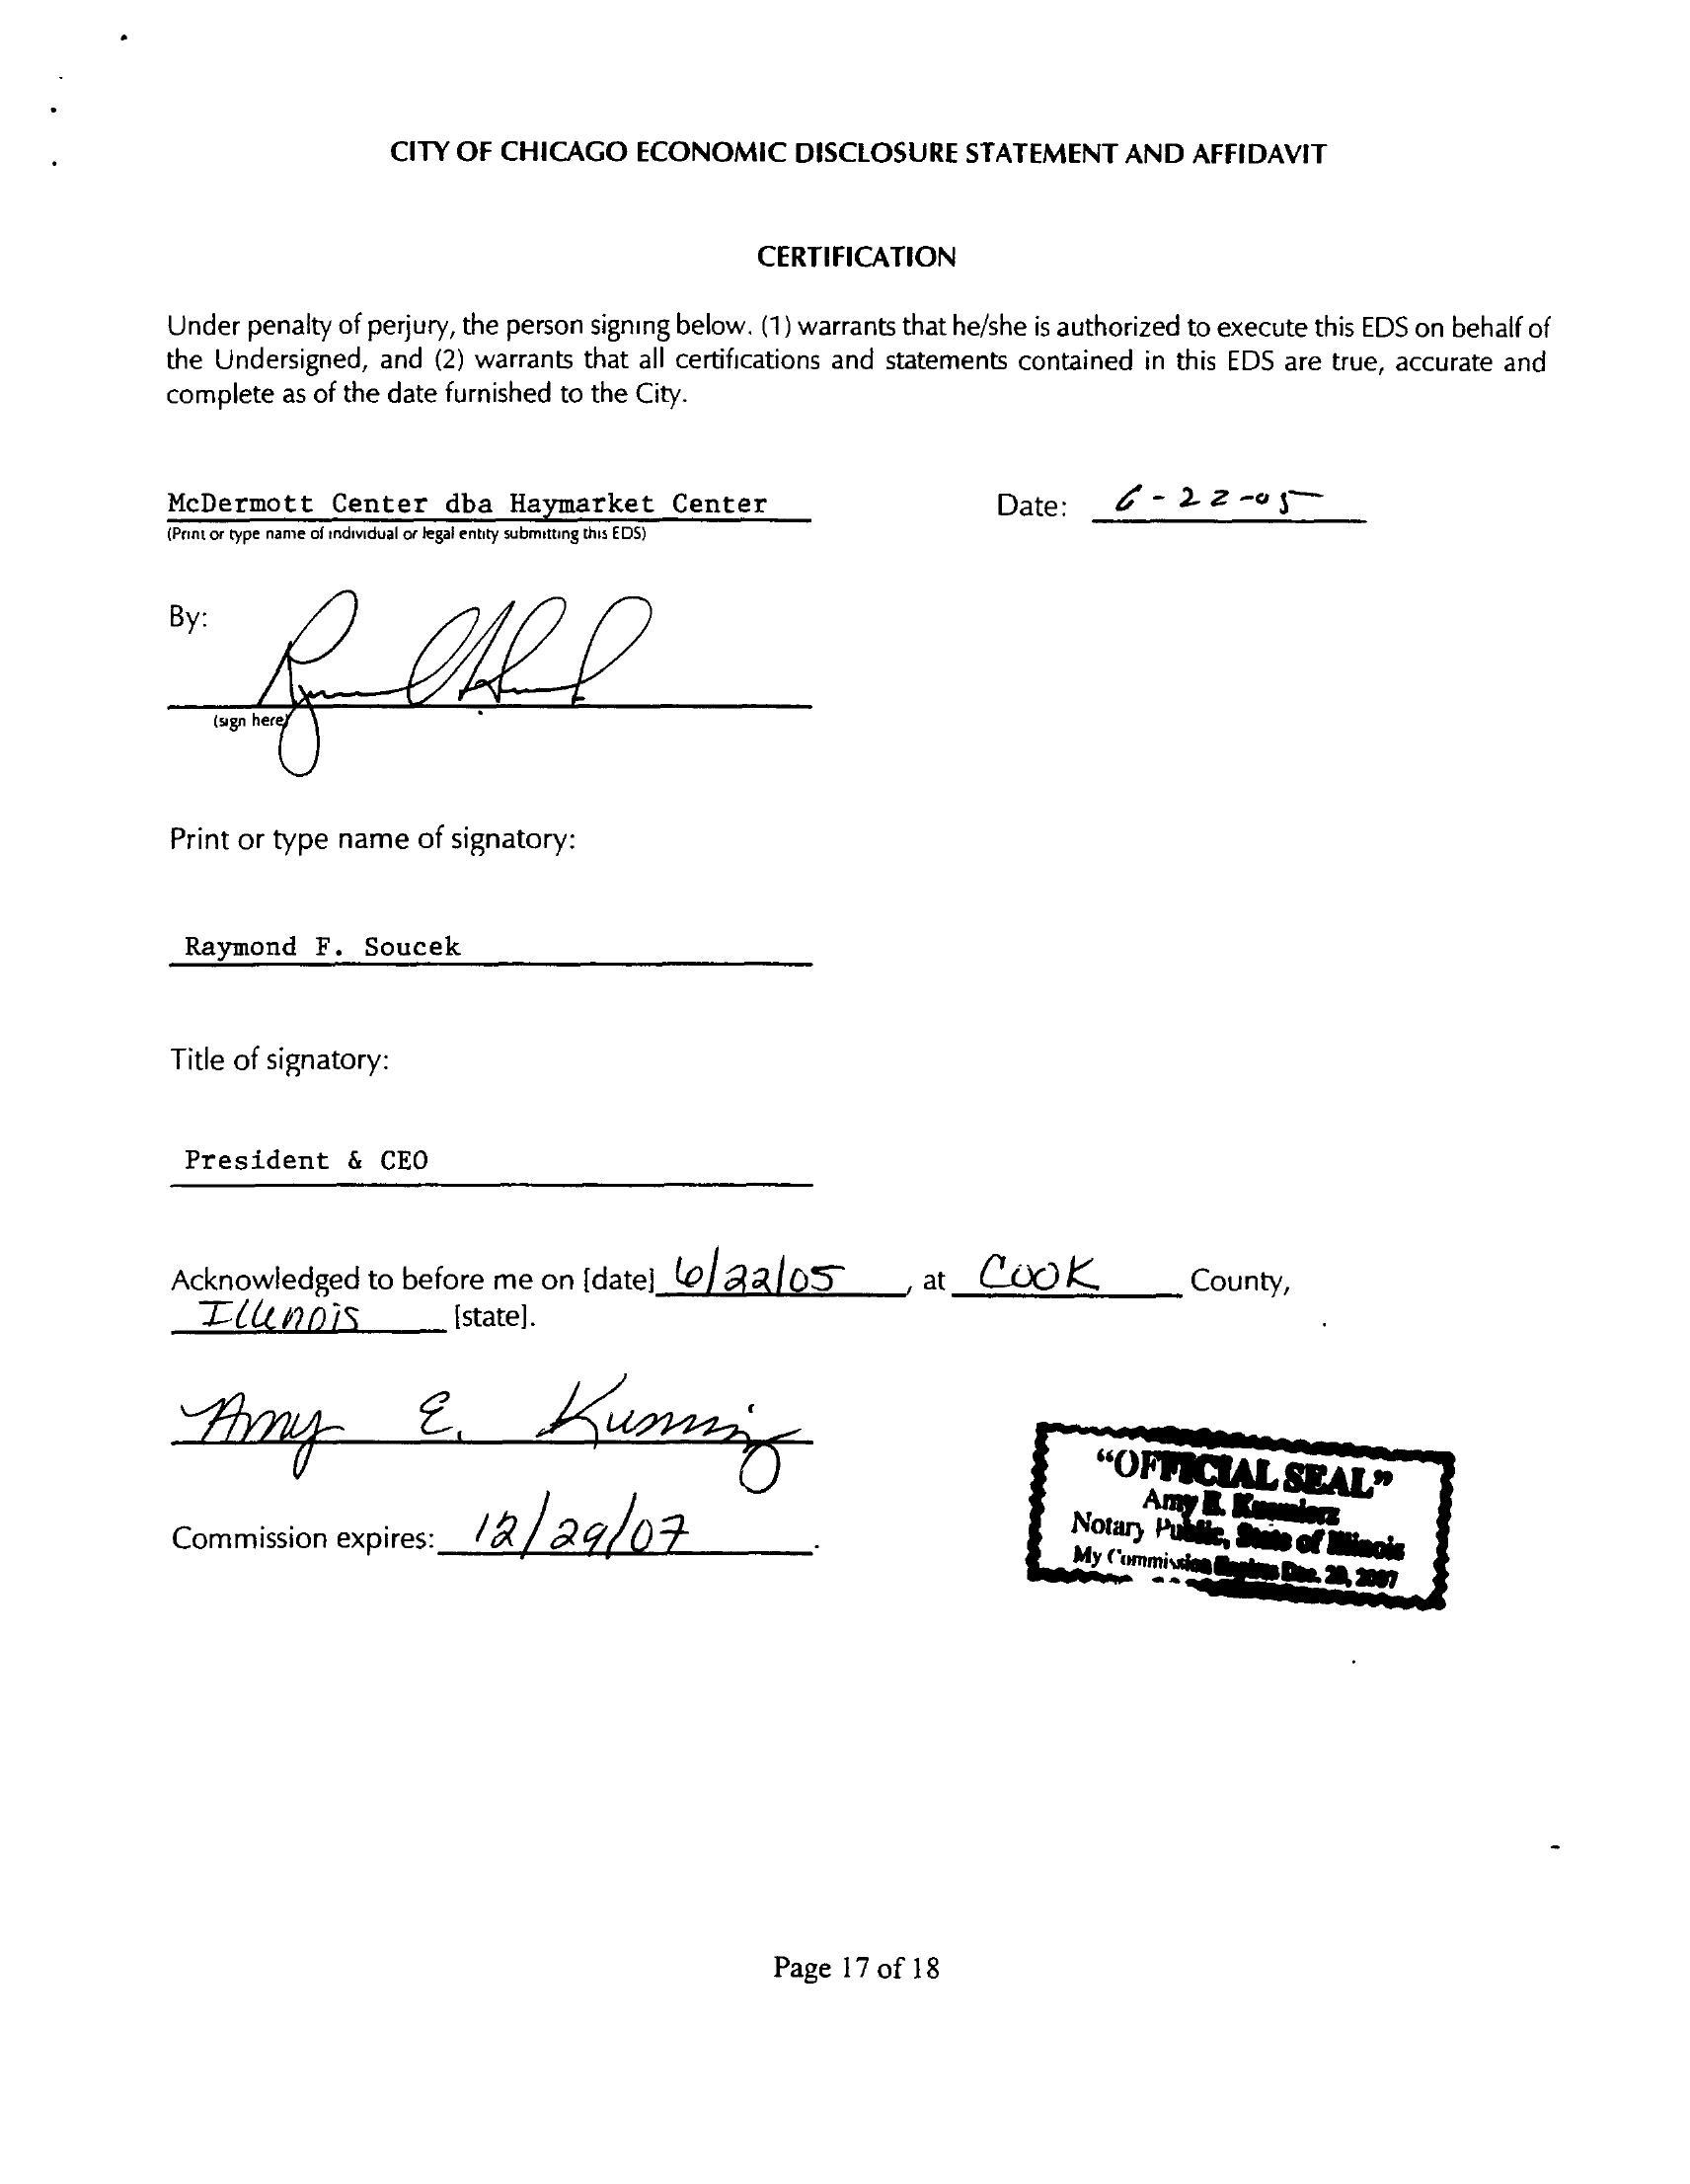 CITY OF CHICAGO ECONOMIC DISCLOSURE STATEMENT AND AFFIDAVIT
CERTIFICATION
Under penalty of perjury, the person signing below. (1) warrants that he/she is authorized to execute this EDS on behalf of
the Undersigned, and (2) warrants that all certifications and statements contained in this EDS are true, accurate and
complete as of the date furnished to the City.
McDermott Center dba Haymarket Center
Date: 6-22-05
(Print or type name of individual or legal entity submitting this EDS)
By:
(sign here)
Print or type name of signatory:
Raymond F. Soucek
Title of signatory:
President & CEO
Acknowledged to before me on [date] 6/22/05, at Cook County,
Illinois [state].
Amy E.
Commission expires: 12/29/07.
"OFFICIAL SEAL"
Amy E.
Notary Public, State of Illinois
My Commission Expires Dec. 2007
Page 17 of 18